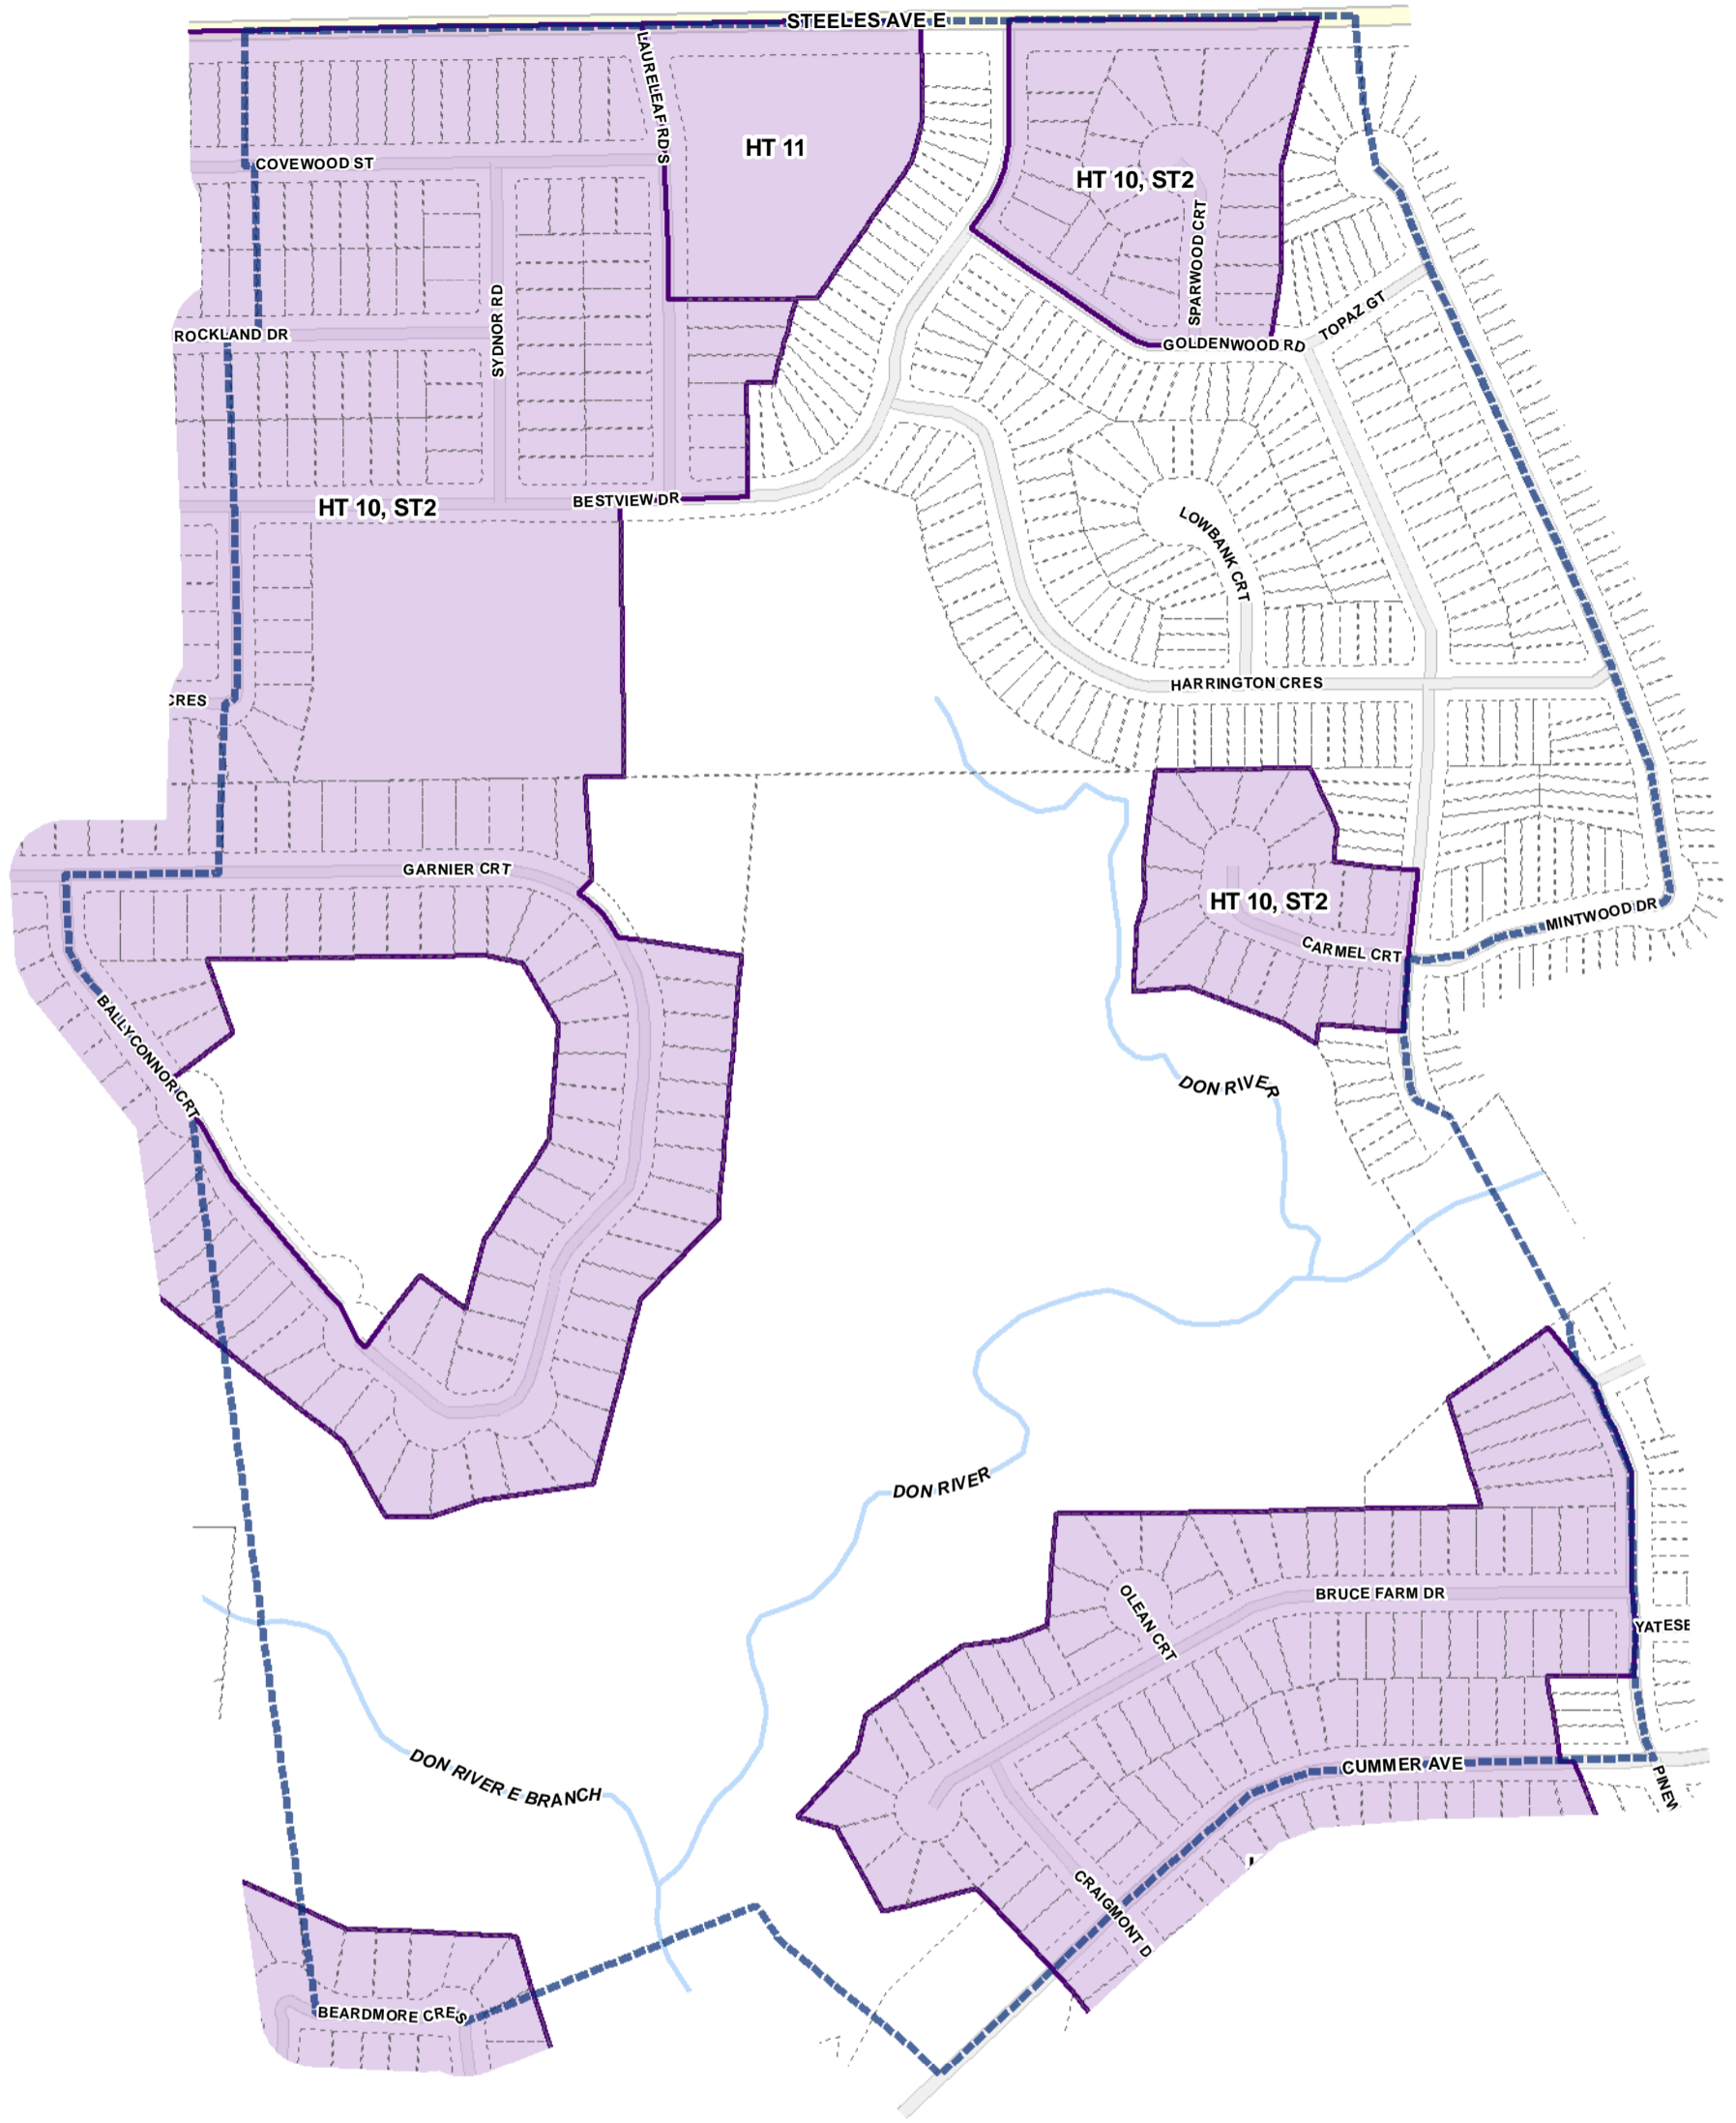 STEELES AVE E
LAURELEAF RD S
HT 11
COVEWOOD ST
HT 10, ST2
SPARWOOD CRT
SYDNOR RD
TOPAZ GT
ROCKLAND DR
GOLDENWOOD RD
BESTVIEW DR
HT 10, ST2
LOWBANK CRT
HARRINGTON CRES
CRES
GARNIER CRT
HT 10, ST2
MINTWOOD DR
CARMEL CRT
BALLYCONNOR CRT
DON RIVER
DON RIVER
OLEAN CRT
BRUCE FARM DR
YATESB
CUMMER AVE
DON RIVER E BRANCH
PINEW
CRAIGMONT D
BEARDMORE CRES